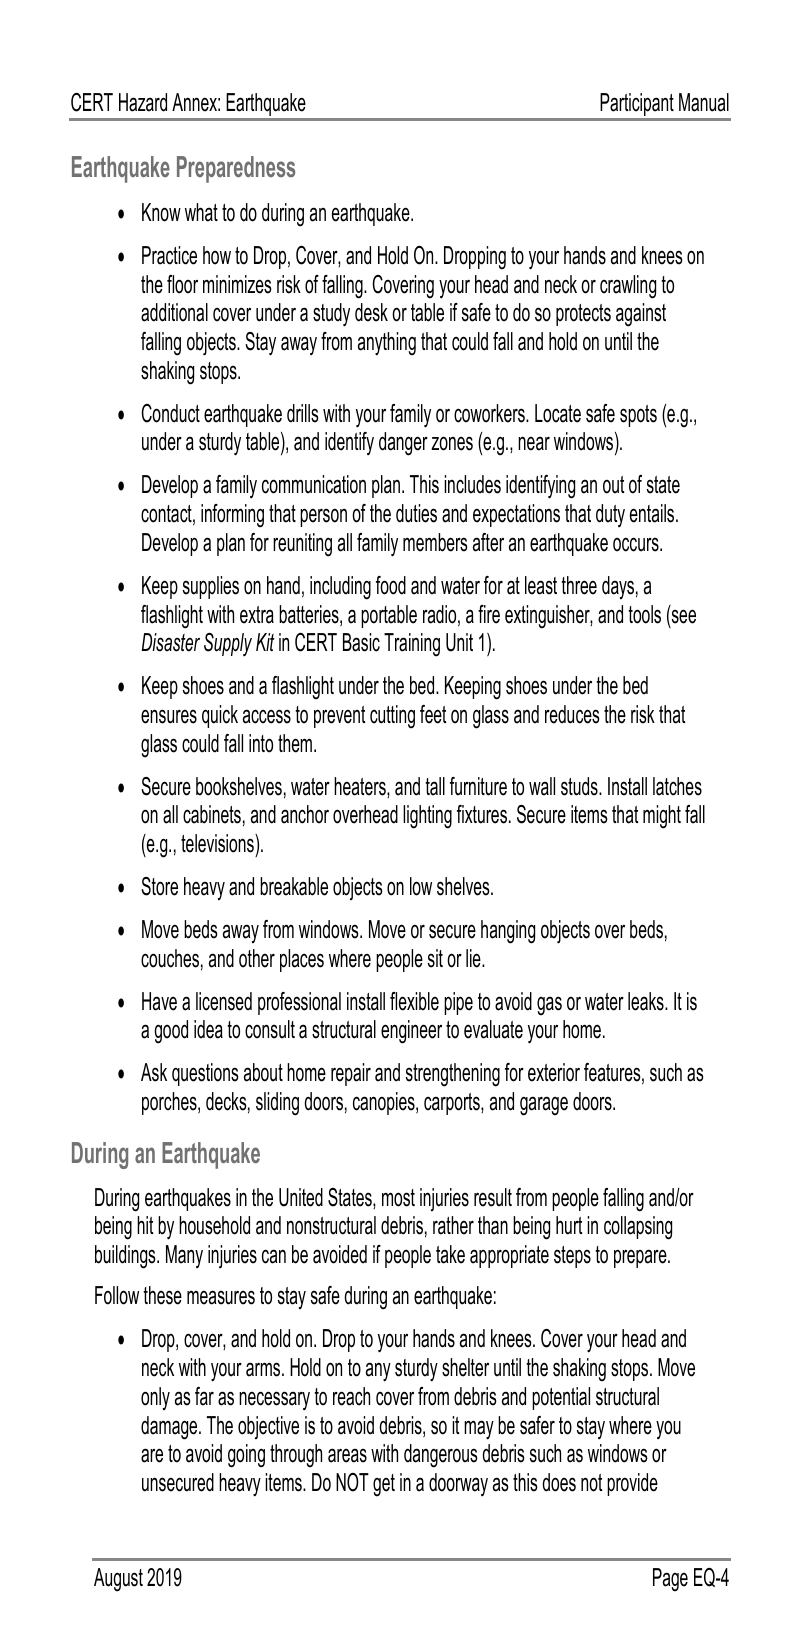 CERT Hazard Annex: Earthquake Participant Manual
Earthquake Preparedness
• Know what to do during an earthquake.
• Practice how to Drop, Cover, and Hold On. Dropping to your hands and knees on
the floor minimizes risk of falling. Covering your head and neck or crawling to
additional cover under a study desk or table if safe to do so protects against
falling objects. Stay away from anything that could fall and hold on until the
shaking stops.
• Conduct earthquake drills with your family or coworkers. Locate safe spots (e.g.,
under a sturdy table), and identify danger zones (e.g., near windows).
• Develop a family communication plan. This includes identifying an out of state
contact, informing that person of the duties and expectations that duty entails.
Develop a plan for reuniting all family members after an earthquake occurs.
• Keep supplies on hand, including food and water for at least three days, a
flashlight with extra batteries, a portable radio, a fire extinguisher, and tools (see
Disaster Supply Kit in CERT Basic Training Unit 1).
• Keep shoes and a flashlight under the bed. Keeping shoes under the bed
ensures quick access to prevent cutting feet on glass and reduces the risk that
glass could fall into them.
• Secure bookshelves, water heaters, and tall furniture to wall studs. Install latches
on all cabinets, and anchor overhead lighting fixtures. Secure items that might fall
(e.g., televisions).
• Store heavy and breakable objects on low shelves.
• Move beds away from windows. Move or secure hanging objects over beds,
couches, and other places where people sit or lie.
• Have a licensed professional install flexible pipe to avoid gas or water leaks. It is
a good idea to consult a structural engineer to evaluate your home.
• Ask questions about home repair and strengthening for exterior features, such as
porches, decks, sliding doors, canopies, carports, and garage doors.
During an Earthquake
During earthquakes in the United States, most injuries result from people falling and/or
being hit by household and nonstructural debris, rather than being hurt in collapsing
buildings. Many injuries can be avoided if people take appropriate steps to prepare.
Follow these measures to stay safe during an earthquake:
• Drop, cover, and hold on. Drop to your hands and knees. Cover your head and
neck with your arms. Hold on to any sturdy shelter until the shaking stops. Move
only as far as necessary to reach cover from debris and potential structural
damage. The objective is to avoid debris, so it may be safer to stay where you
are to avoid going through areas with dangerous debris such as windows or
unsecured heavy items. Do NOT get in a doorway as this does not provide
August 2019 Page EQ-4